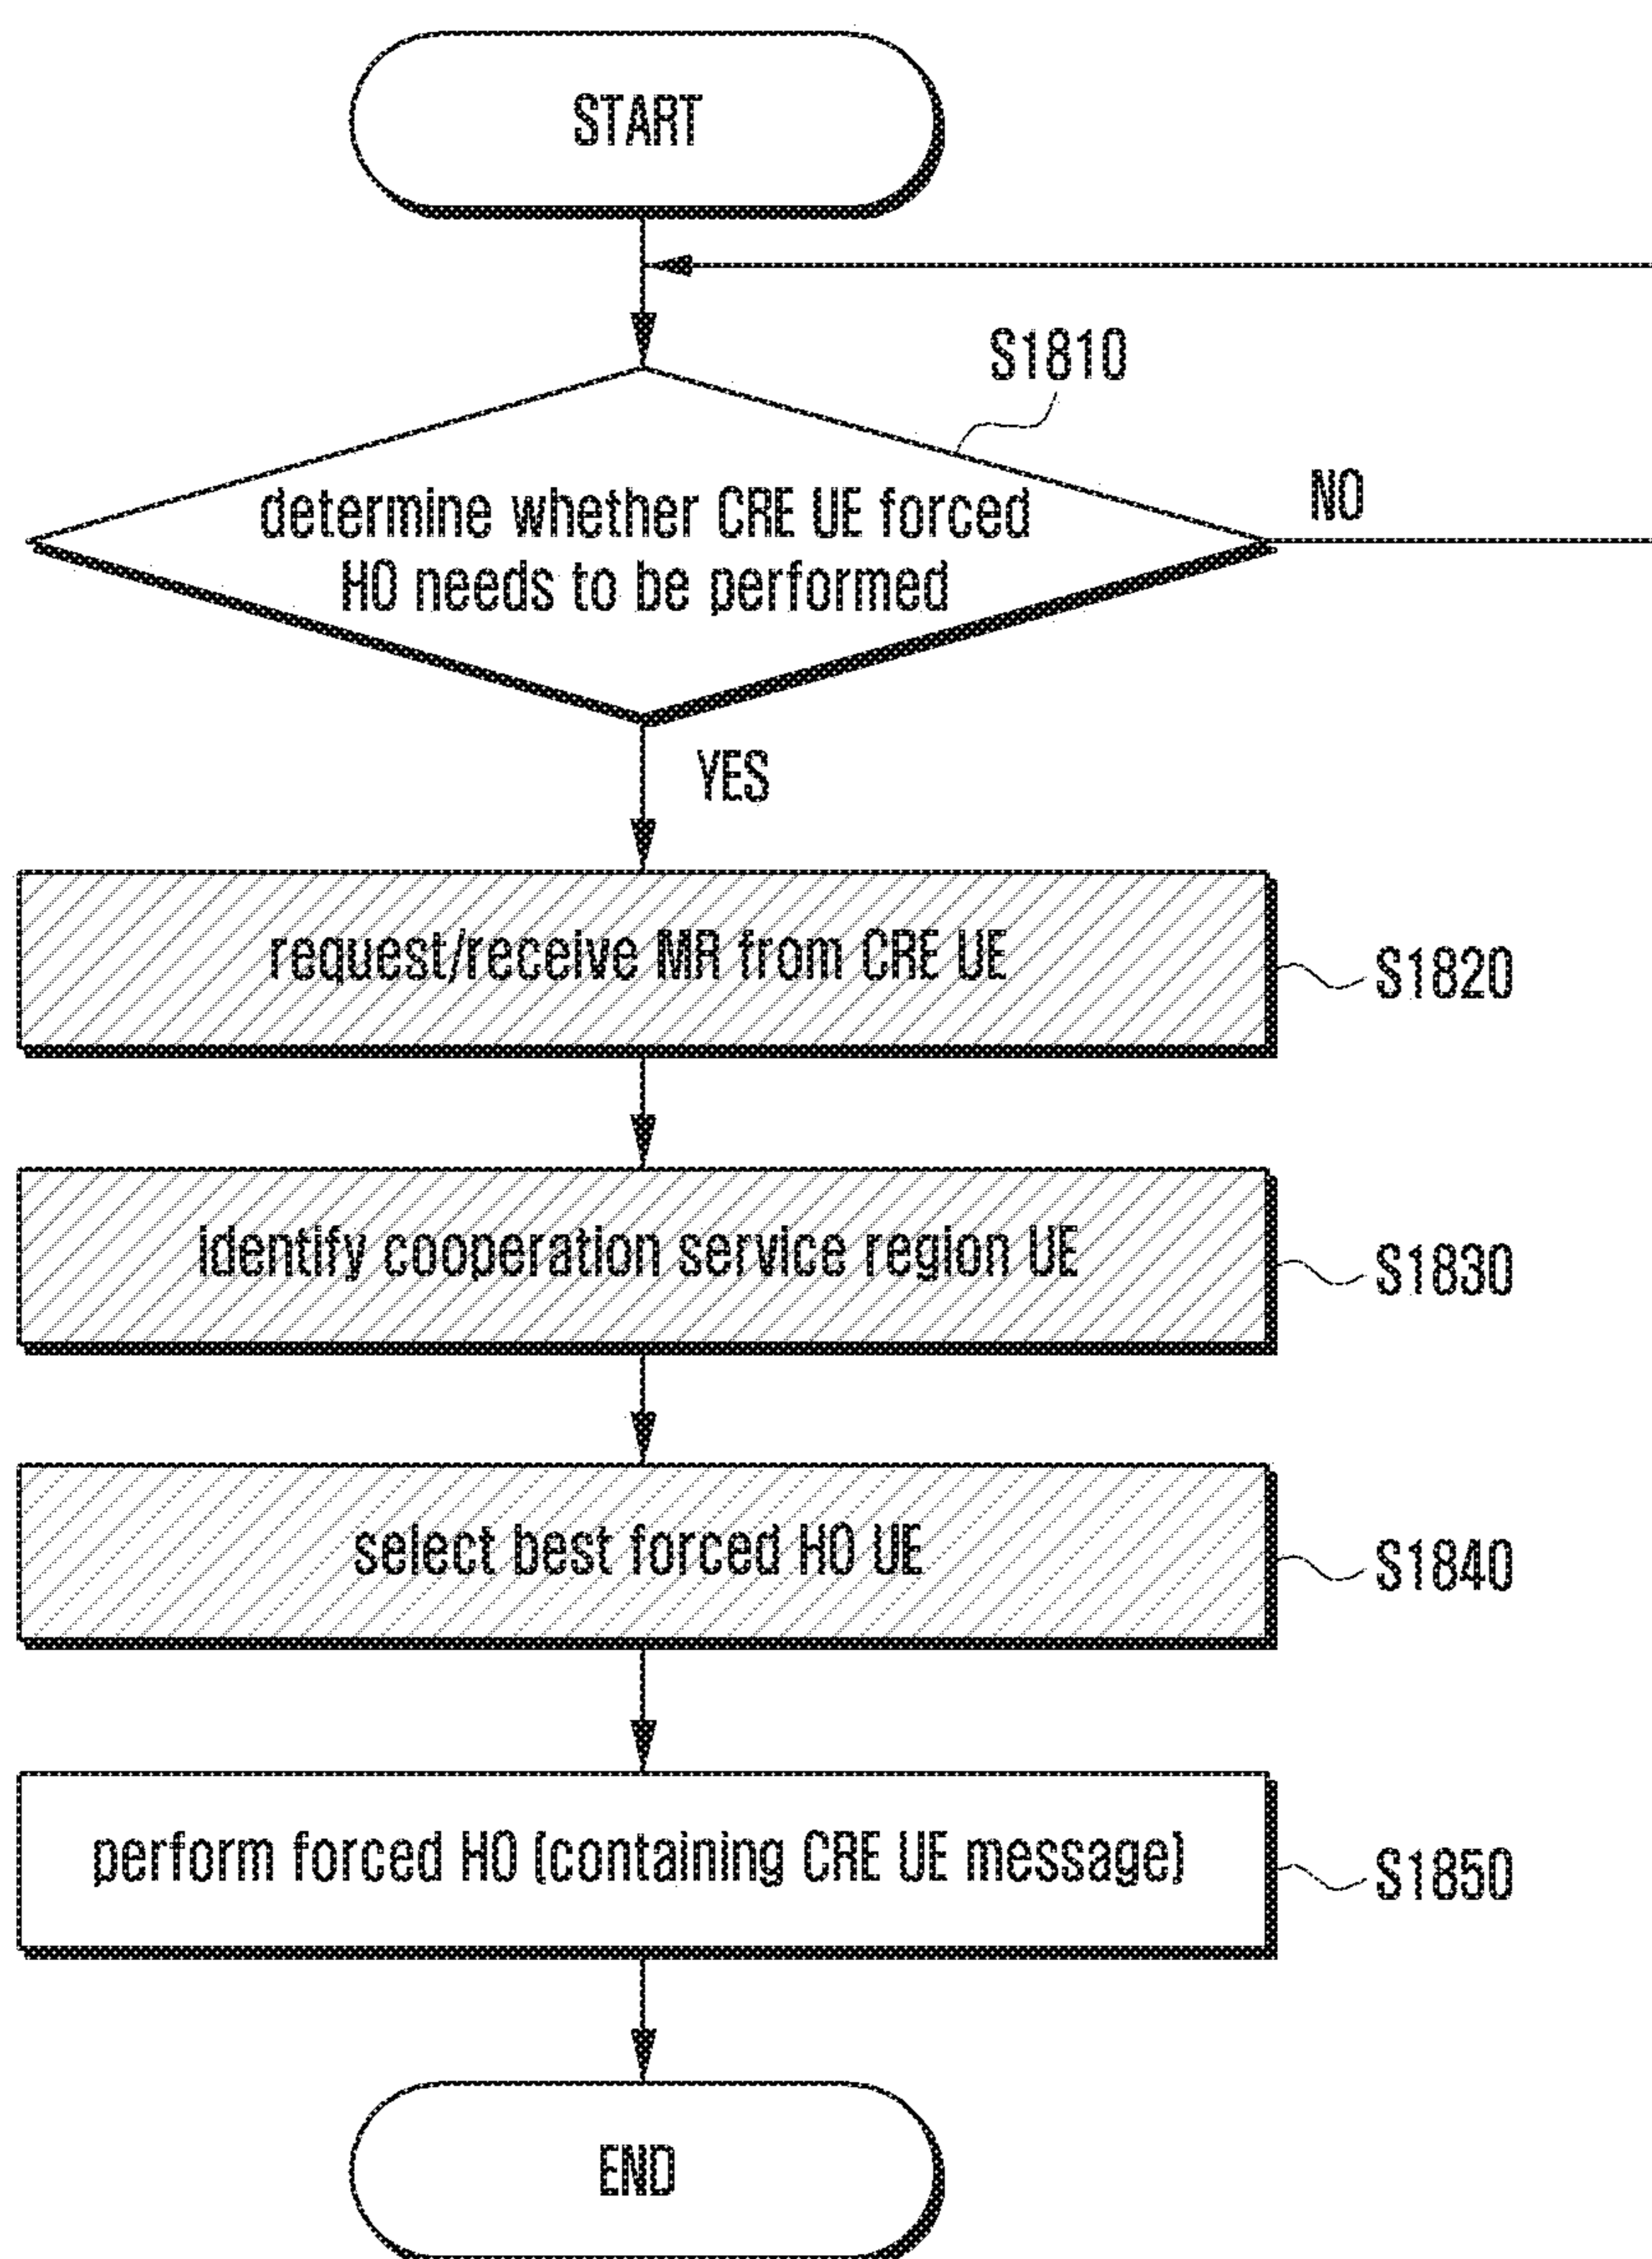 START
S1810
determine whether CRE UE forced
HO needs to be performed
NO
YES
request/receive MR from CRE UE
S1820
identify cooperation service region UE
S1830
select best forced HO UE
S1840
perform forced HO (containing CRE UE message)
S1850
END